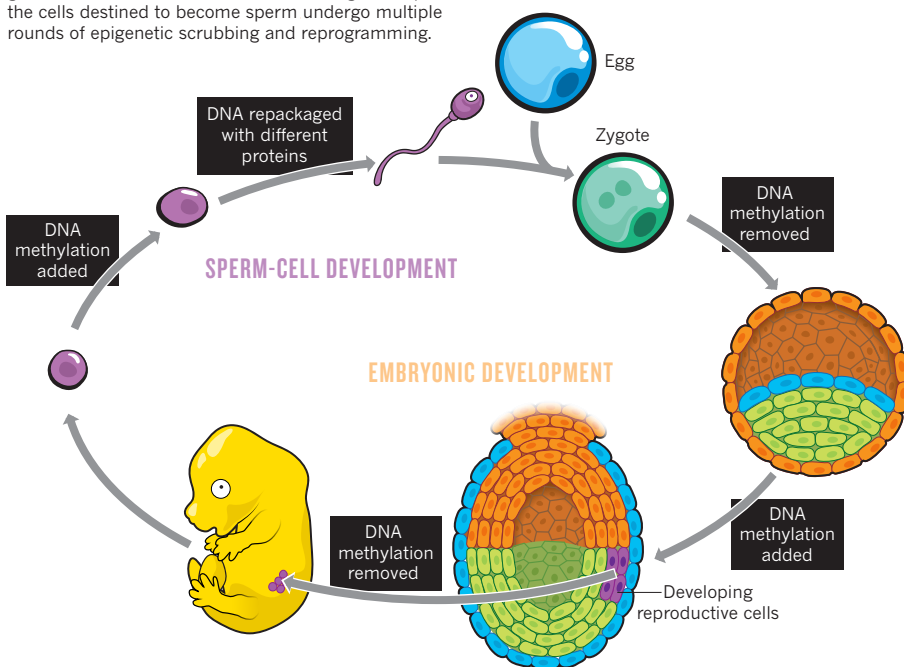 the cells destined to become sperm undergo multiple
rounds of epigenetic scrubbing and reprogramming.
Egg
DNA repackaged
with different
proteins
Zygote
DNA
methylation
removed
DNA
methylation
added
SPERM-CELL DEVELOPMENT
EMBRYONIC DEVELOPMENT
DNA
methylation
added
DNA
methylation
removed
Developing
reproductive cells